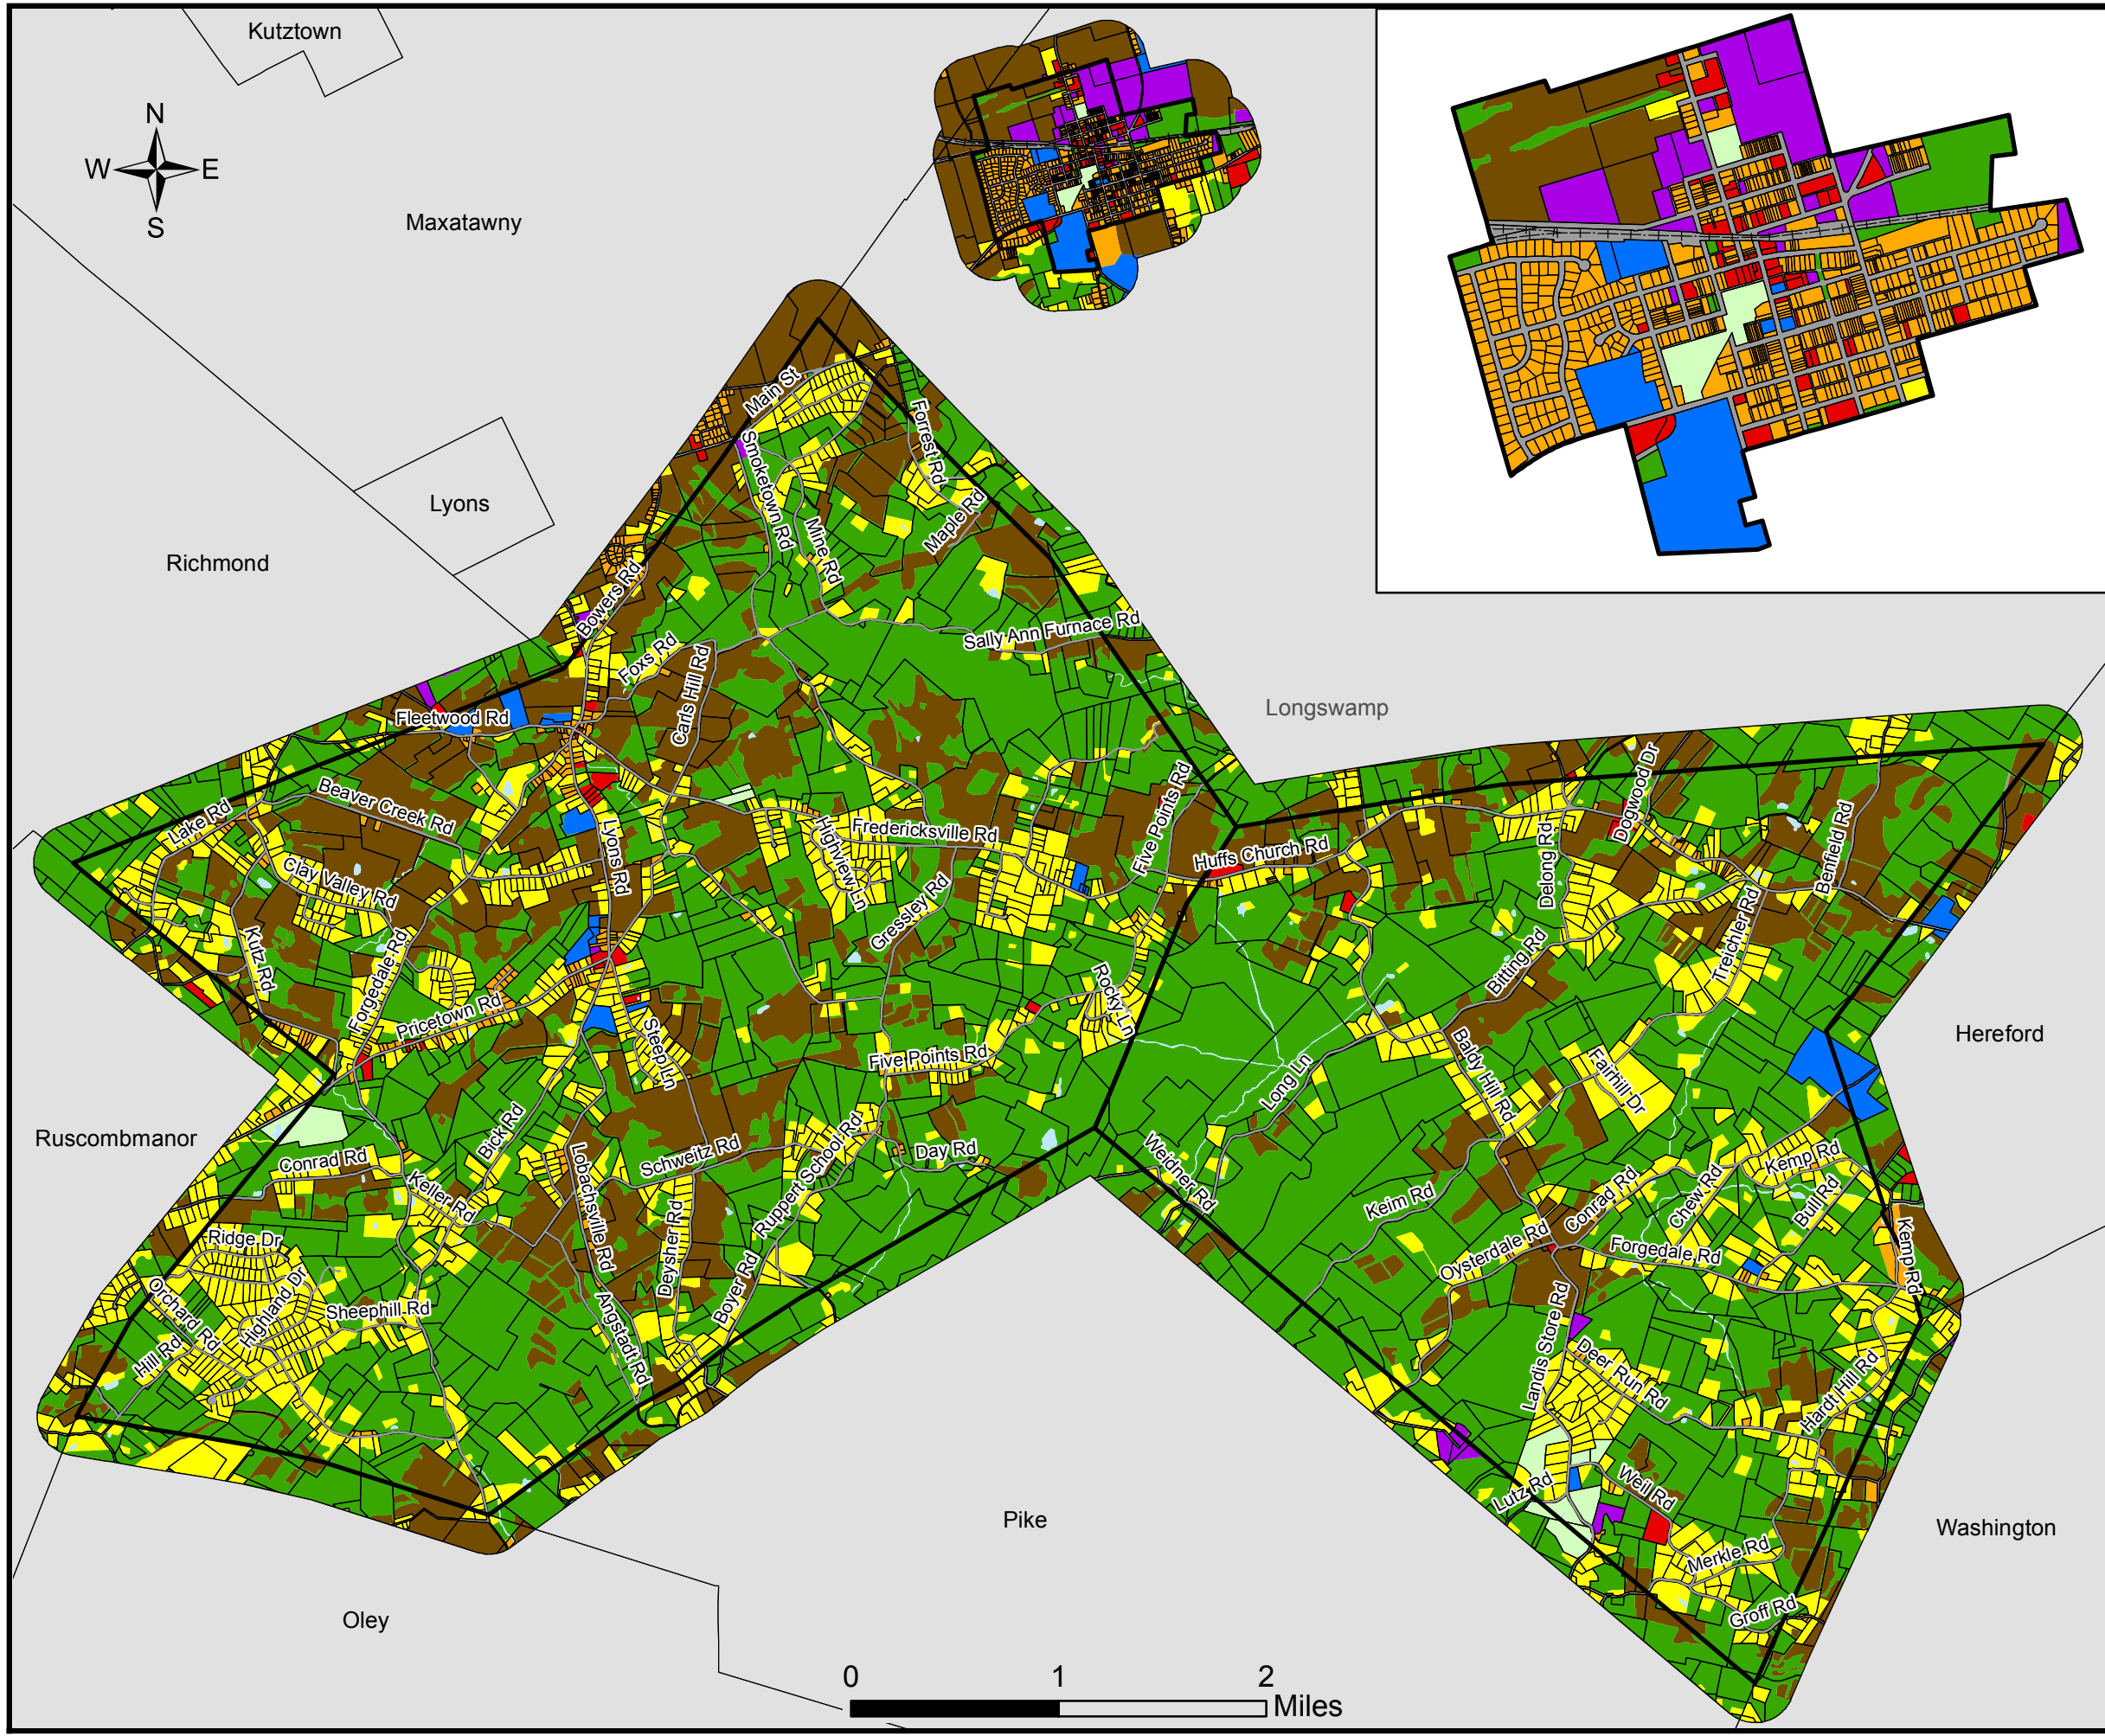 Kutztown
N
W E
S
Maxatawny
Main St
Forrest Rd
Smoketown Rd
Lyons
Maple Rd
Mine Rd
Richmond
Bowers Rd
Sally Ann Furnace Rd
Foxs Rd
Carls Hill Rd
Longswamp
Fleetwood Rd
Dogwood Dr
Five Points Rd
Beaver Creek Rd
Lake Rd
Fredericksville Rd
Highview Ln
Lyons Rd
Huffs Church Rd
Delong Rd
Benfield Rd
Clay Valley Rd
Gressley Rd
Treichler Rd
Kutz Rd
Forgedale Rd
Bitting Rd
Pricetown Rd
Rocky Ln
Hereford
Seep Ln
Five Points Rd
Long Ln
Baldy Hill Rd
Fairhill Dr
Ruscombmanor
Bick Rd
Conrad Rd
Schweitz Rd
Ruppert School Rd
Day Rd
Weidner Rd
Kemp Rd
Keller Rd
Lobachsville Rd
Keim Rd
Conrad Rd
Chew Rd
Bull Rd
Ridge Dr
Deysher Rd
Oysterdale Rd
Forgedale Rd
Kemp Rd
Orchard Rd
Highland Dr
Sheephill Rd
Boyer Rd
Angstadt Rd
Hill Rd
Landis Store Rd
Deer Run Rd
Hardt Hill Rd
Lutz Rd
Weil Rd
Pike
Washington
Merkle Rd
Groff Rd
Oley
0 1 2
Miles